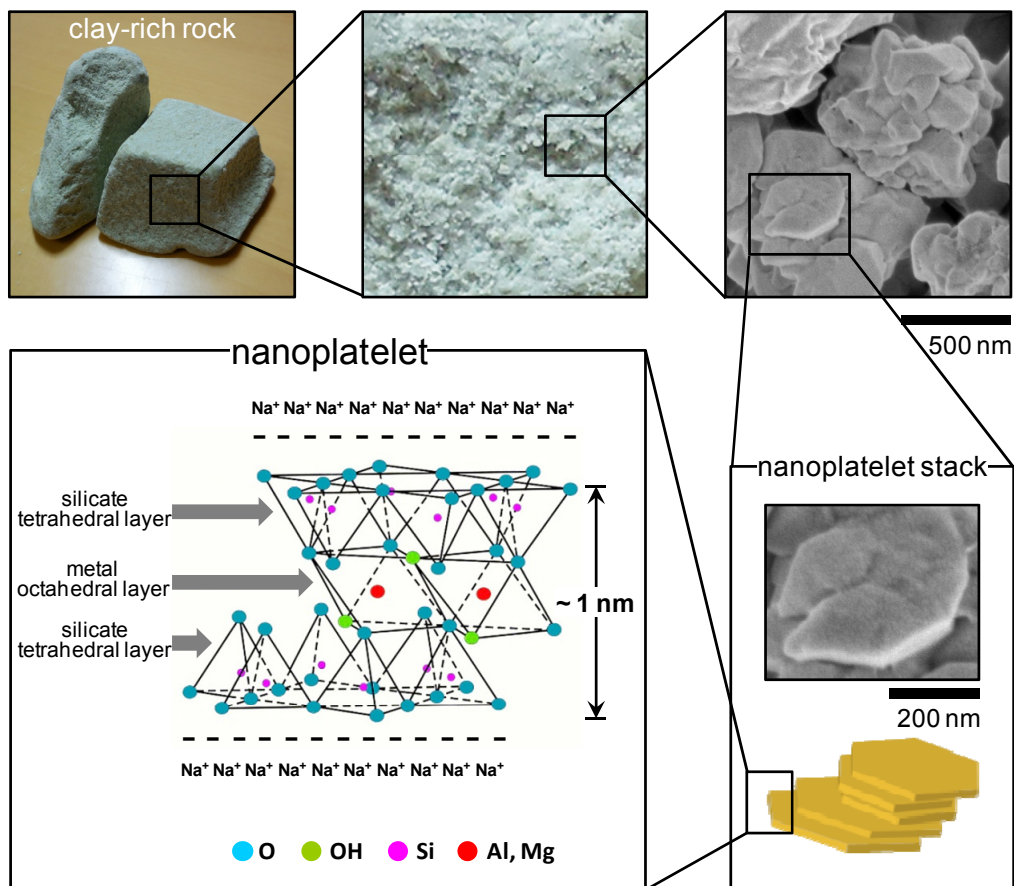 clay-rich rock
500 nm
nanoplatelet
Na⁺ Na⁺ Na⁺ Na⁺ Na⁺ Na⁺ Na⁺ Na⁺ Na⁺ Na⁺
silicate
tetrahedral layer
metal
octahedral layer
silicate
tetrahedral layer
~ 1 nm
Na⁺ Na⁺ Na⁺ Na⁺ Na⁺ Na⁺ Na⁺ Na⁺ Na⁺ Na⁺
O OH Si Al, Mg
nanoplatelet stack
200 nm